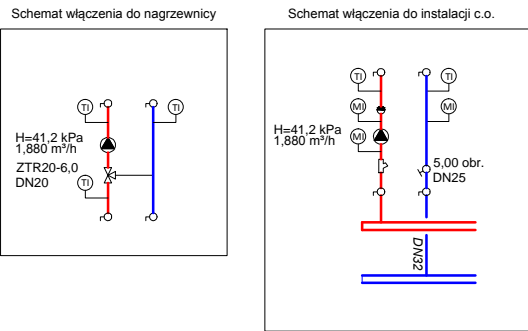 Schemat włączenia do nagrzewnicy
TI
TI
H=41,2 kPa
1,880 m³/h
ZTR20-6,0
DN20
TI
Schemat włączenia do instalacji c.o.
TI
TI
MI
MI
H=41,2 kPa
1,880 m³/h
MI
5,00 obr.
DN25
DN32